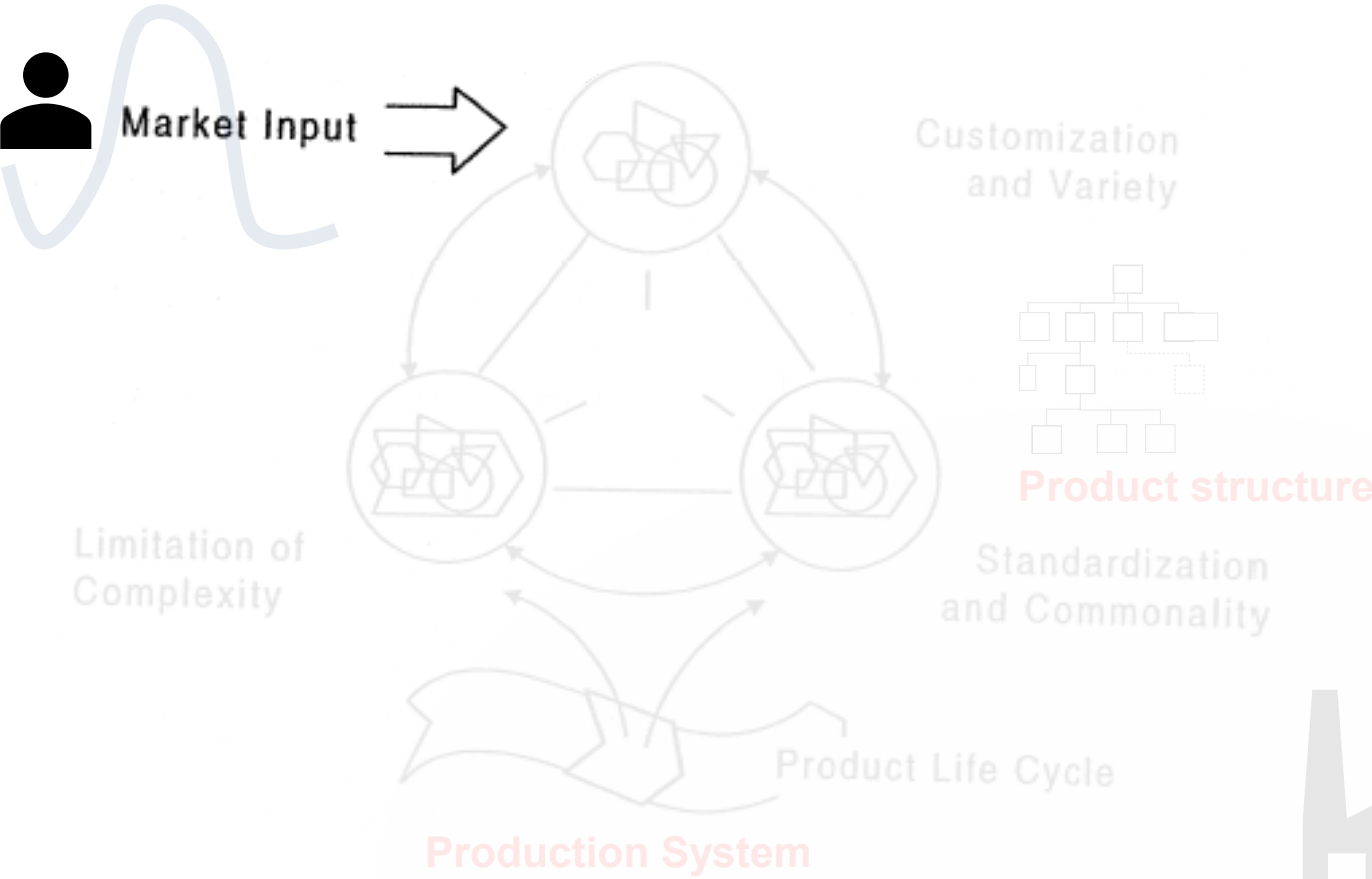 Market Input
Customization
and Variety
Product structure
Limitation of
Complexity
Standardization
and Commonality
Product Life Cycle
Production System